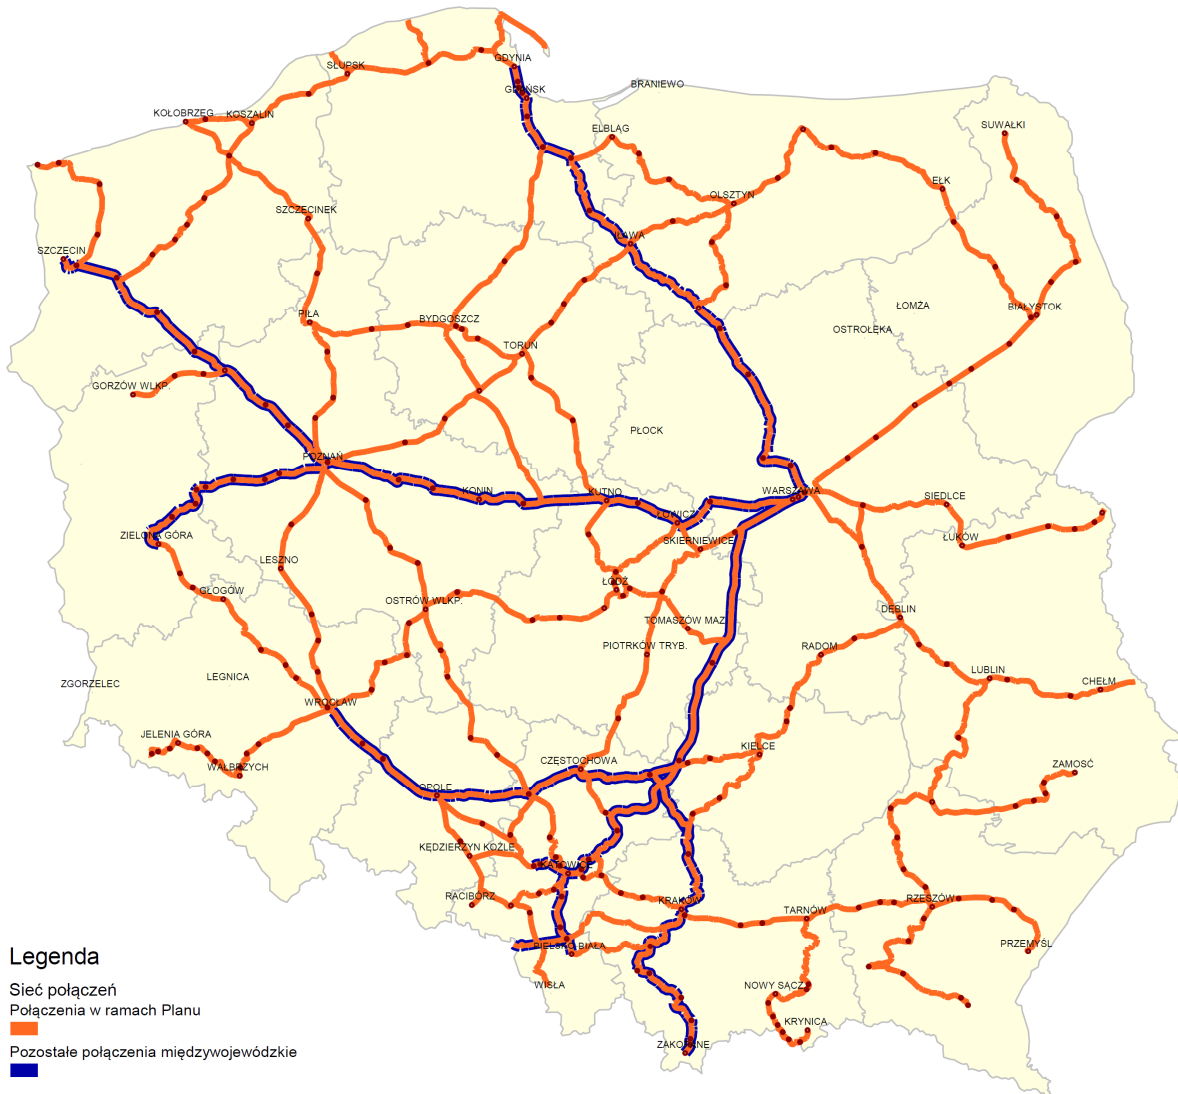 GDYNIA
SŁUPSK
BRANIEWO
GDAŃSK
KOŁOBRZEG
KOSZALIN
SUWAŁKI
ELBLĄG
EŁK
OLSZTYN
SZCZECINEK
IŁAWA
SZCZECIN
ŁOMŻA
BIAŁYSTOK
PIŁA
BYDGOSZCZ
OSTROŁĘKA
TORUŃ
GORZÓW WLKP.
PŁOCK
POZNAŃ
KONIN
KUTNO
WARSZAWA
SIEDLCE
ŁOWICZ
ZIELONA GÓRA
SKIERNIEWICE
ŁUKÓW
LESZNO
ŁÓDŹ
GŁOGÓW
OSTRÓW WLKP.
DĘBLIN
TOMASZÓW MAZ.
PIOTRKÓW TRYB.
RADOM
LUBLIN
LEGNICA
ZGORZELEC
CHEŁM
WROCŁAW
JELENIA GÓRA
KIELCE
CZĘSTOCHOWA
ZAMOŚĆ
WAŁBRZYCH
OPOLE
KĘDZIERZYN KOŹLE
KATOWICE
RACIBÓRZ
KRAKÓW
RZESZÓW
TARNÓW
BIELSKO BIAŁA
PRZEMYŚL
WISŁA
NOWY SĄCZ
KRYNICA
ZAKOPANE
Legenda
Sieć połączeń
Połączenia w ramach Planu
Pozostałe połączenia międzywojewódzkie